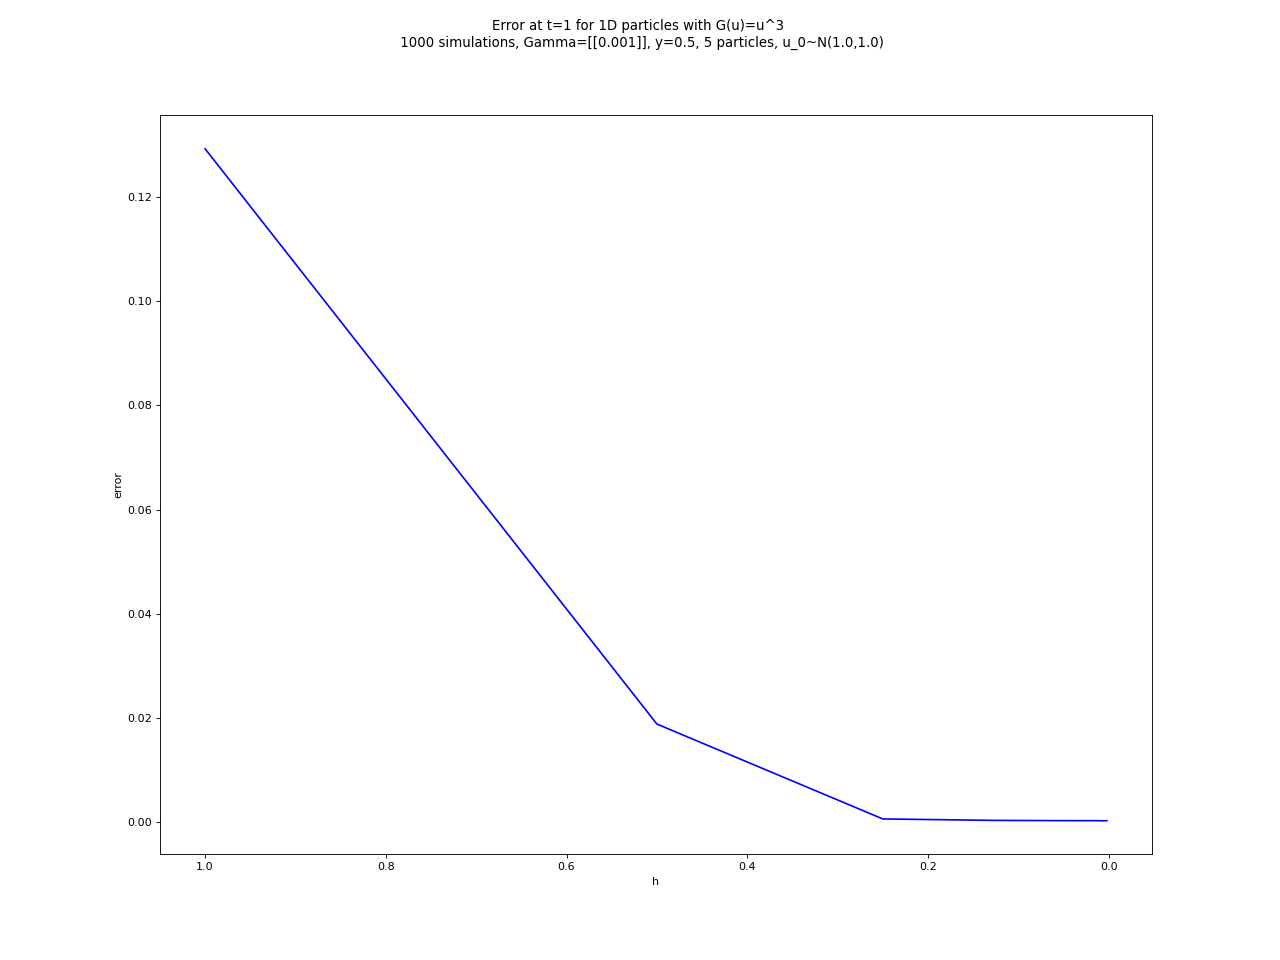 Error at t=1 for 1D particles with G(u)=u^3
1000 simulations, Gamma=[[0.001]], y=0.5, 5 particles, u_0~N(1.0,1.0)
0.12
0.10
0.08
0.06
0.04
0.02
0.00
error
1.0 0.8 0.6 0.4 0.2 0.0
h